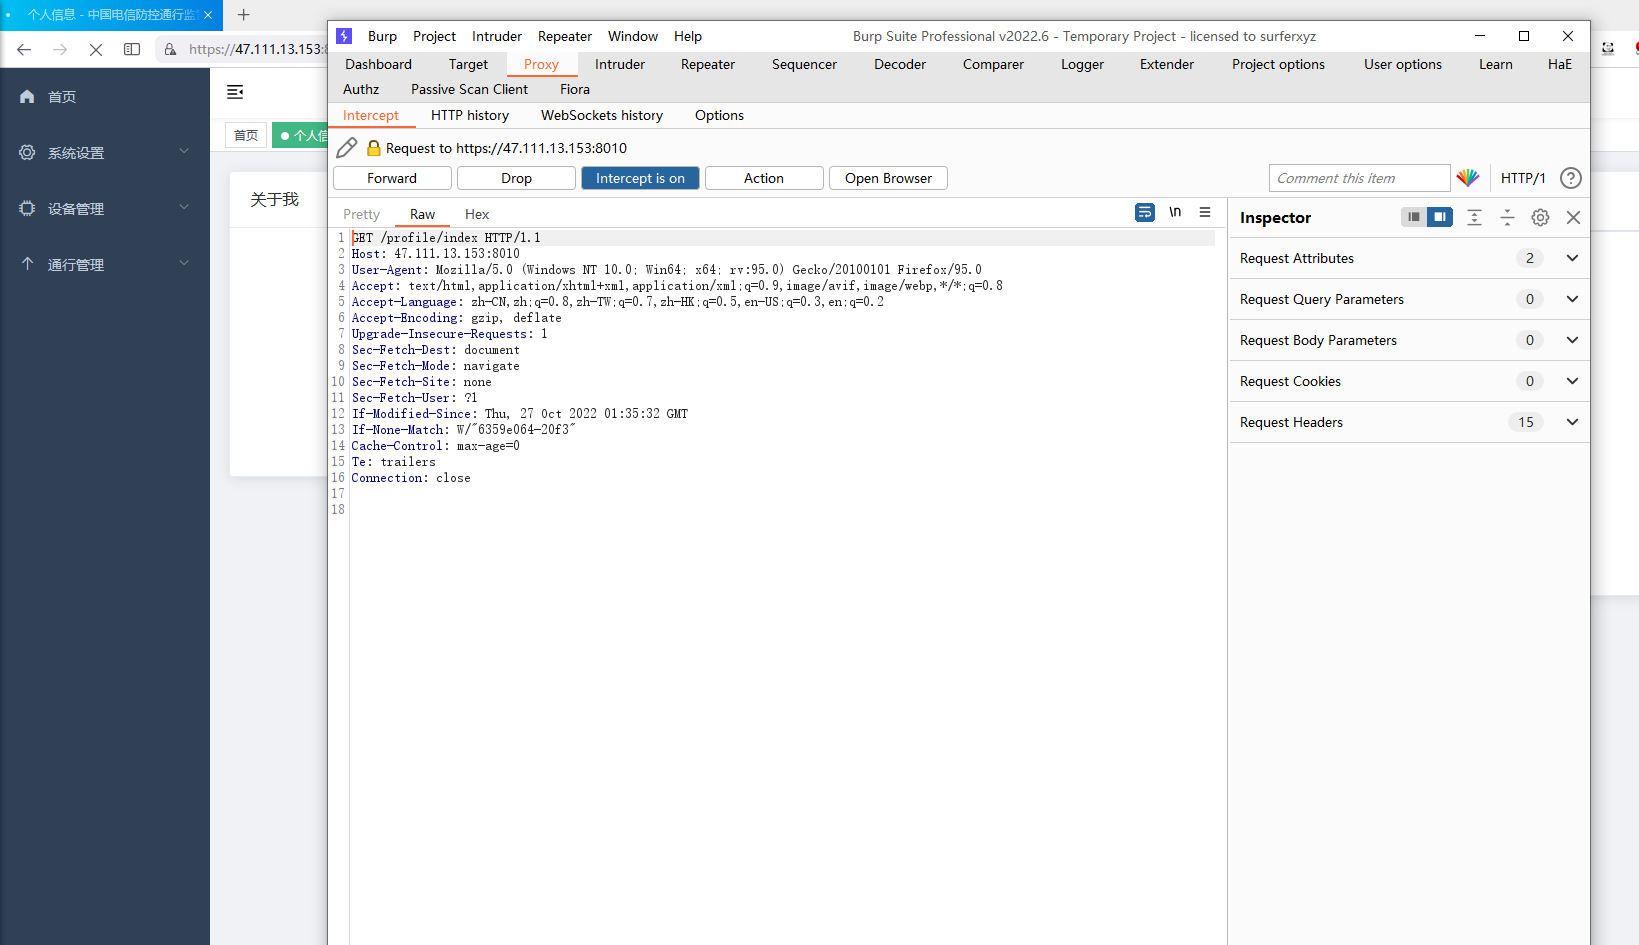 个人信息 - 中国电信防控通行监
https://47.111.13.153:8
首页
系统设置
设备管理
通行管理
首页
个人信
关于我
Burp Project Intruder Repeater Window Help
Burp Suite Professional v2022.6 - Temporary Project - licensed to surferxyz
Dashboard Target Proxy Intruder Repeater Sequencer Decoder Comparer Logger Extender Project options User options Learn HaE
Authz Passive Scan Client Fiora
Intercept HTTP history WebSockets history Options
Request to https://47.111.13.153:8010
Forward Drop Intercept is on Action Open Browser
Comment this item
HTTP/1
Pretty Raw Hex
\n
1 GET /profile/index HTTP/1.1
2 Host: 47.111.13.153:8010
3 User-Agent: Mozilla/5.0 (Windows NT 10.0; Win64; x64; rv:95.0) Gecko/20100101 Firefox/95.0
4 Accept: text/html,application/xhtml+xml,application/xml;q=0.9,image/avif,image/webp,*/*;q=0.8
5 Accept-Language: zh-CN,zh;q=0.8,zh-TW;q=0.7,zh-HK;q=0.5,en-US;q=0.3,en;q=0.2
6 Accept-Encoding: gzip, deflate
7 Upgrade-Insecure-Requests: 1
8 Sec-Fetch-Dest: document
9 Sec-Fetch-Mode: navigate
10 Sec-Fetch-Site: none
11 Sec-Fetch-User: ?1
12 If-Modified-Since: Thu, 27 Oct 2022 01:35:32 GMT
13 If-None-Match: W/"6359e064-20f3"
14 Cache-Control: max-age=0
15 Te: trailers
16 Connection: close
17
18
Inspector
Request Attributes 2
Request Query Parameters 0
Request Body Parameters 0
Request Cookies 0
Request Headers 15